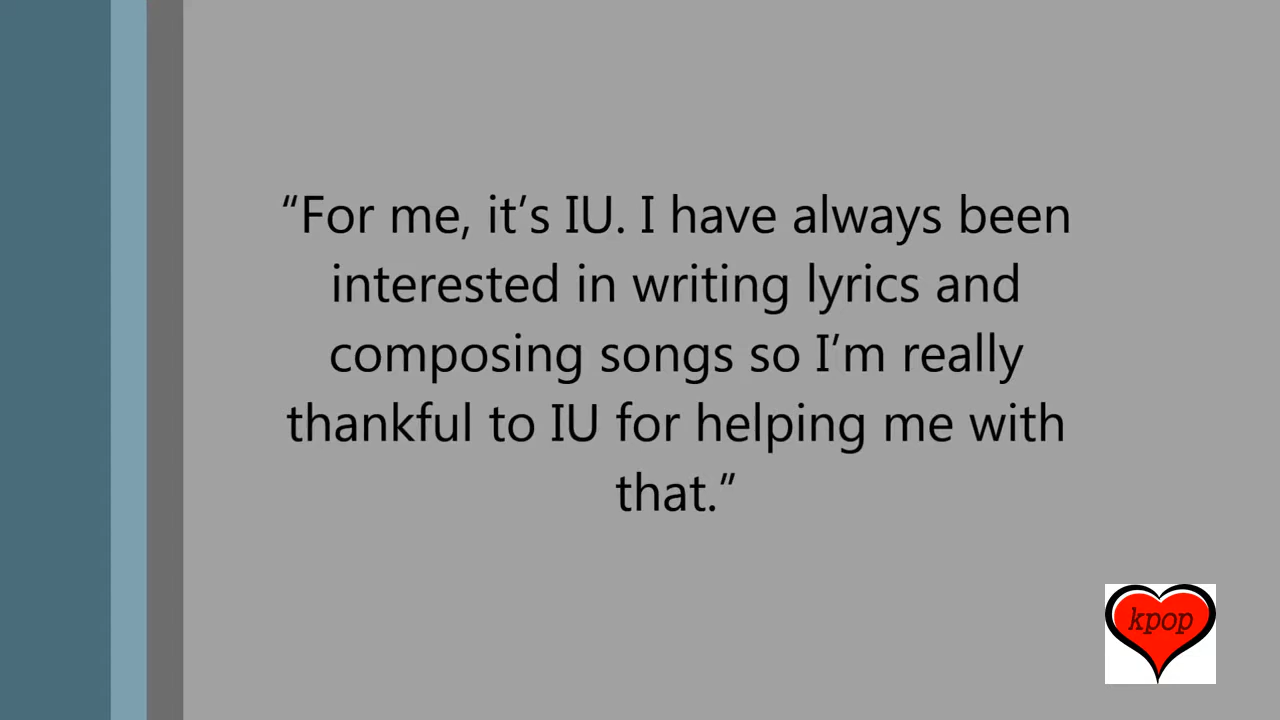 “For me, it’s IU. I have always been
interested in writing lyrics and
composing songs so I’m really
thankful to IU for helping me with
that.”
kpop